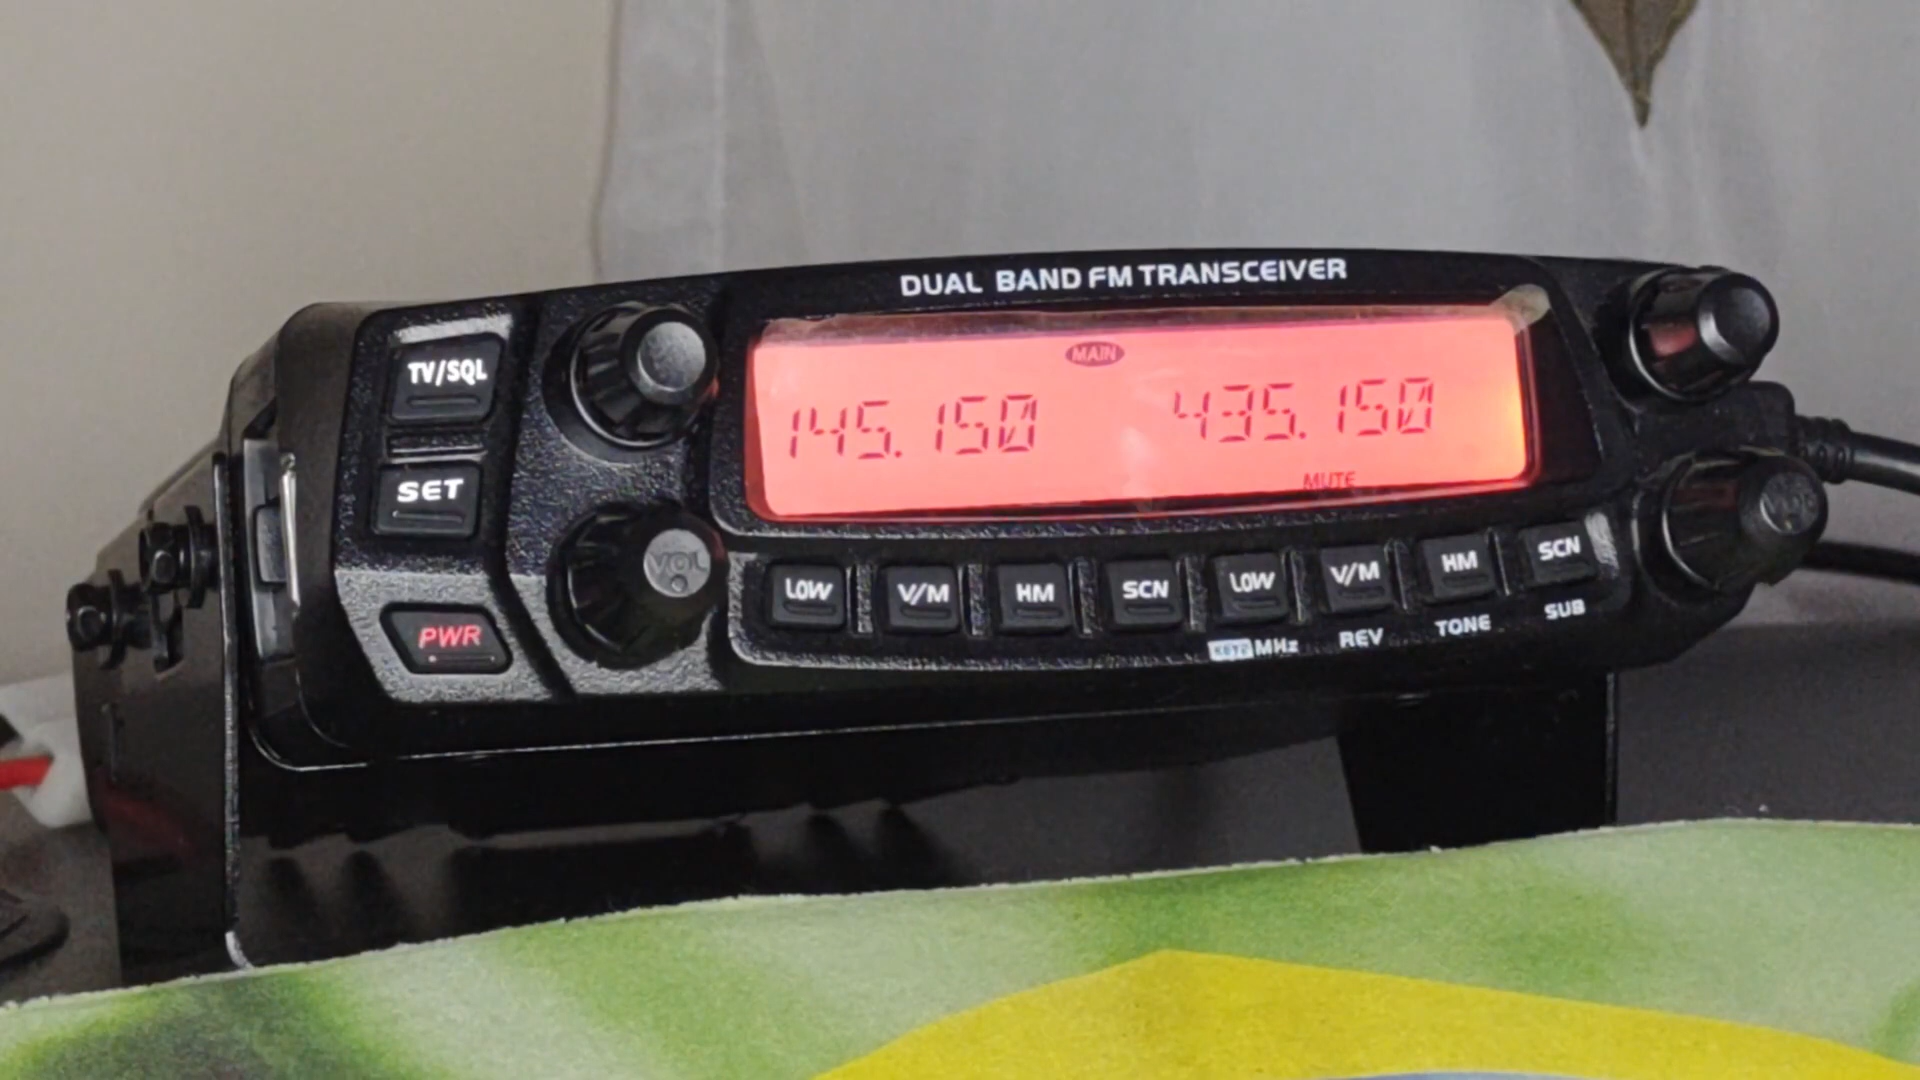 DUAL BAND FM TRANSCEIVER
TV/SQL
MAIN
145.150 435.150
SET
MUTE
VOL
LOW V/M HM SCN LOW V/M HM SCN
PWR
KEY2 MHz REV TONE SUB